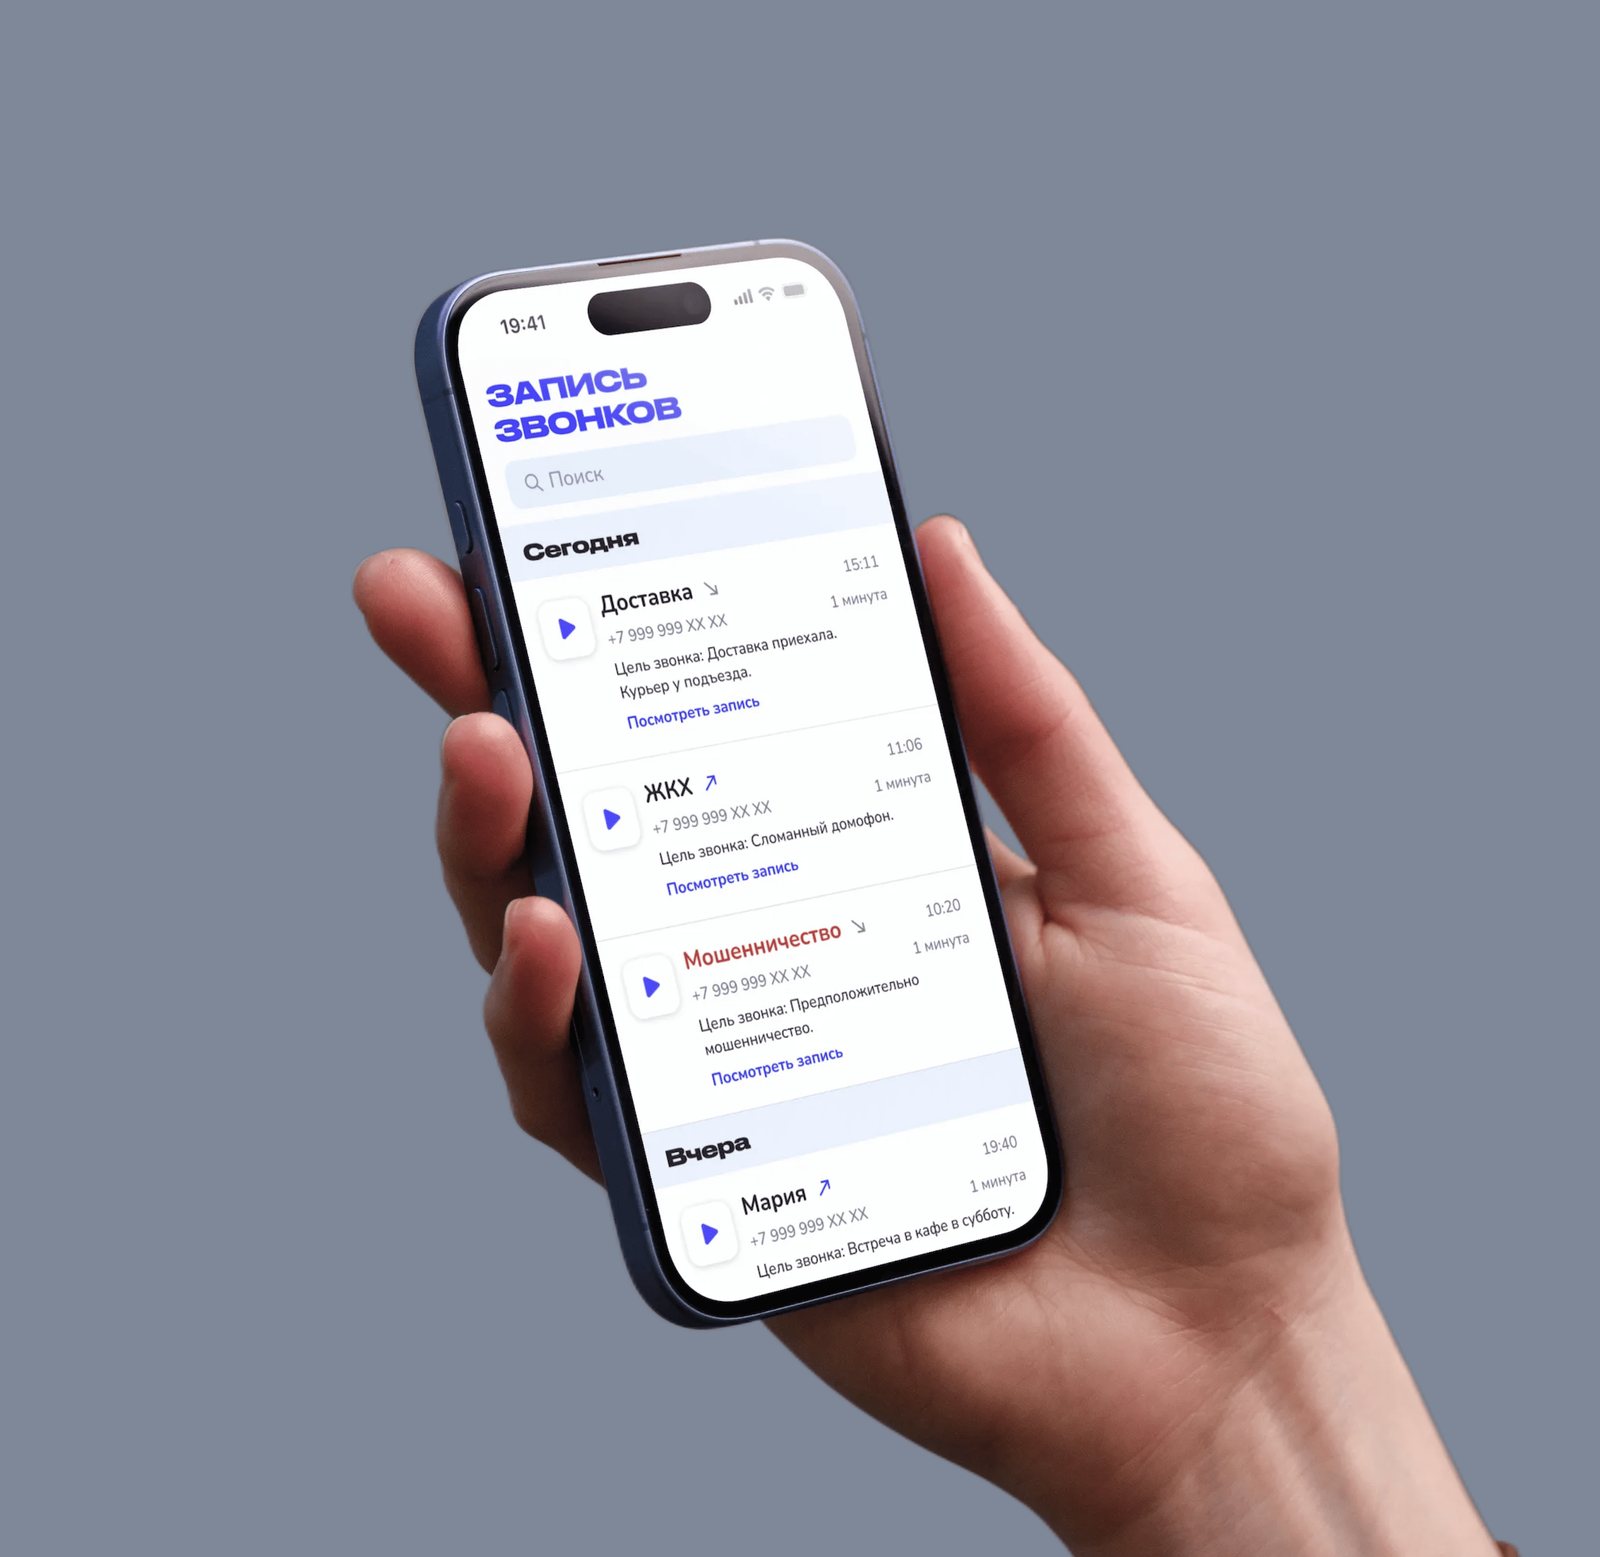 19:41
ЗАПИСЬ
ЗВОНКОВ
Поиск
Сегодня
Доставка
15:11
+7 999 999 XX XX
1 минута
Цель звонка: Доставка приехала.
Курьер у подъезда.
Посмотреть запись
ЖКХ
11:06
+7 999 999 XX XX
1 минута
Цель звонка: Сломанный домофон.
Посмотреть запись
Мошенничество
10:20
+7 999 999 XX XX
1 минута
Цель звонка: Предположительно
мошенничество.
Посмотреть запись
Вчера
Мария
19:40
+7 999 999 XX XX
1 минута
Цель звонка: Встреча в кафе в субботу.